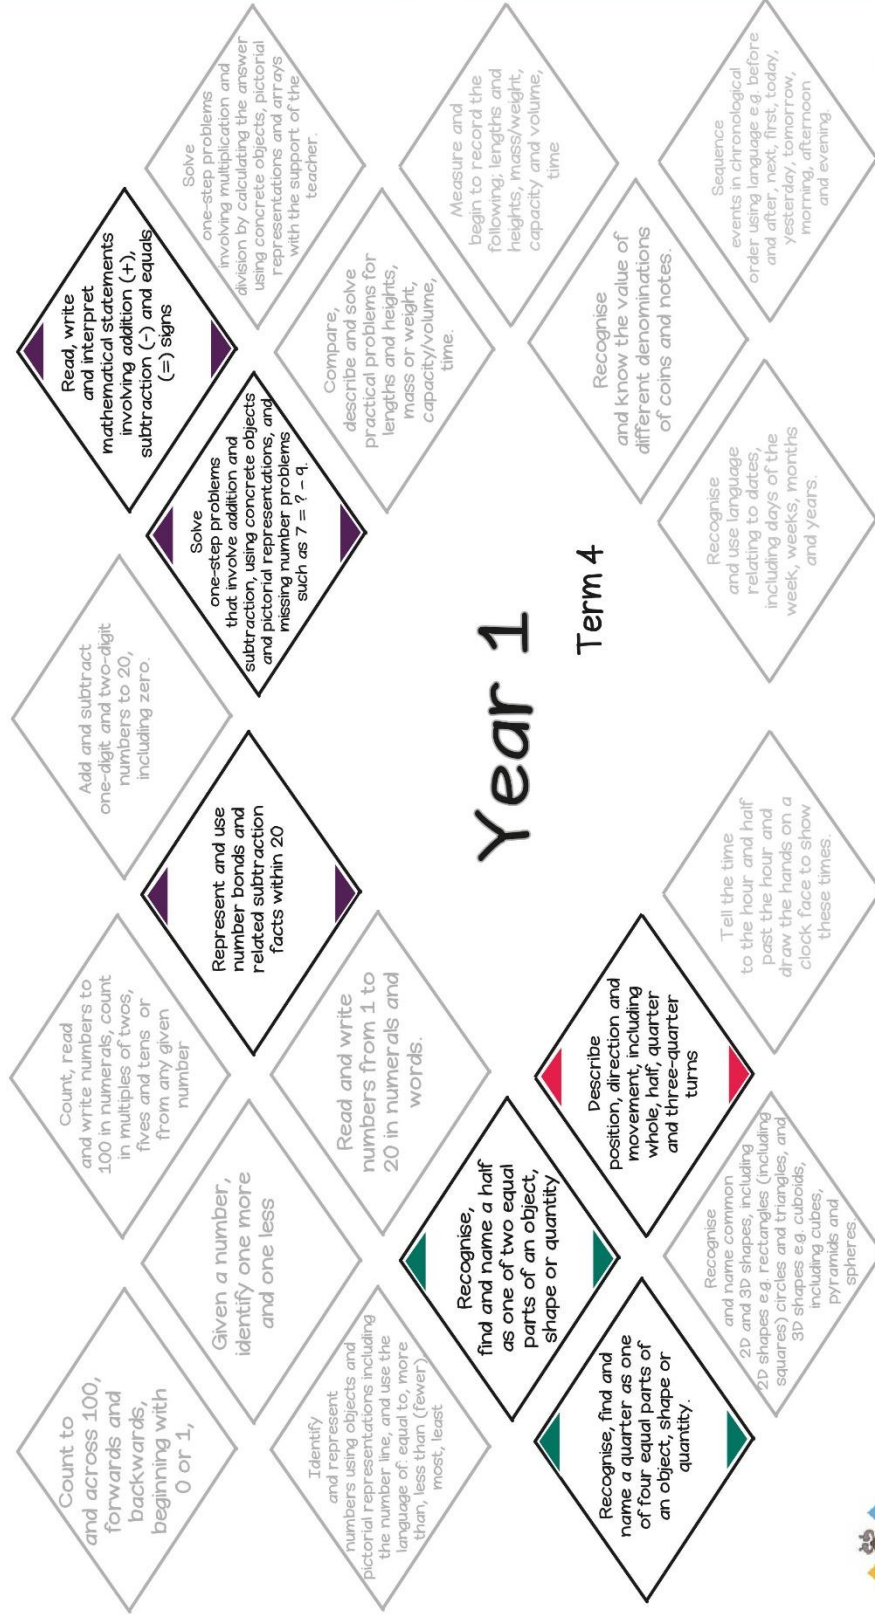 Count to
and across 100,
forwards and
backwards,
beginning with
0 or 1,
Count, read
and write numbers to
100 in numerals, count
in multiples of twos,
fives and tens or
from any given
number
Add and subtract
one-digit and two-digit
numbers to 20,
including zero.
Read, write
and interpret
mathematical statements
involving addition (+),
subtraction (-) and equals
(=) signs
Given a number,
identify one more
and one less
Represent and use
number bonds and
related subtraction
facts within 20
Solve
one-step problems
that involve addition and
subtraction, using concrete objects
and pictorial representations, and
missing number problems
such as 7 = ? – 9.
Solve
one-step problems
involving multiplication and
division by calculating the answer
using concrete objects, pictorial
representations and arrays
with the support of the
teacher.
Identify
and represent
numbers using objects and
pictorial representations including
the number line, and use the
language of: equal to, more
than, less than (fewer),
most, least
Read and write
numbers from 1 to
20 in numerals and
words.
Compare,
describe and solve
practical problems for
lengths and heights,
mass or weight,
capacity/volume,
time.
Recognise,
find and name a half
as one of two equal
parts of an object,
shape or quantity
Year 1
Term 4
Measure and
begin to record the
following; lengths and
heights, mass/weight,
capacity and volume,
time
Recognise, find and
name a quarter as one
of four equal parts of
an object, shape or
quantity.
Describe
position, direction and
movement, including
whole, half, quarter
and three-quarter
turns
Recognise
and know the value of
different denominations
of coins and notes.
Recognise
and name common
2D and 3D shapes, including
2D shapes e.g. rectangles (including
squares) circles and triangles, and
3D shapes e.g. cuboids,
including cubes,
pyramids and
spheres.
Tell the time
to the hour and half
past the hour and
draw the hands on a
clock face to show
these times.
Recognise
and use language
relating to dates,
including days of the
week, weeks, months
and years.
Sequence
events in chronological
order using language e.g. before
and after, next, first, today,
yesterday, tomorrow,
morning, afternoon
and evening.